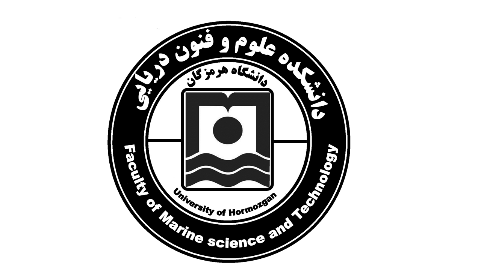 دانشکده علوم و فنون دریایی
دانشگاه هرمزگان
University of Hormozgan
Faculty of Marine science and Technology